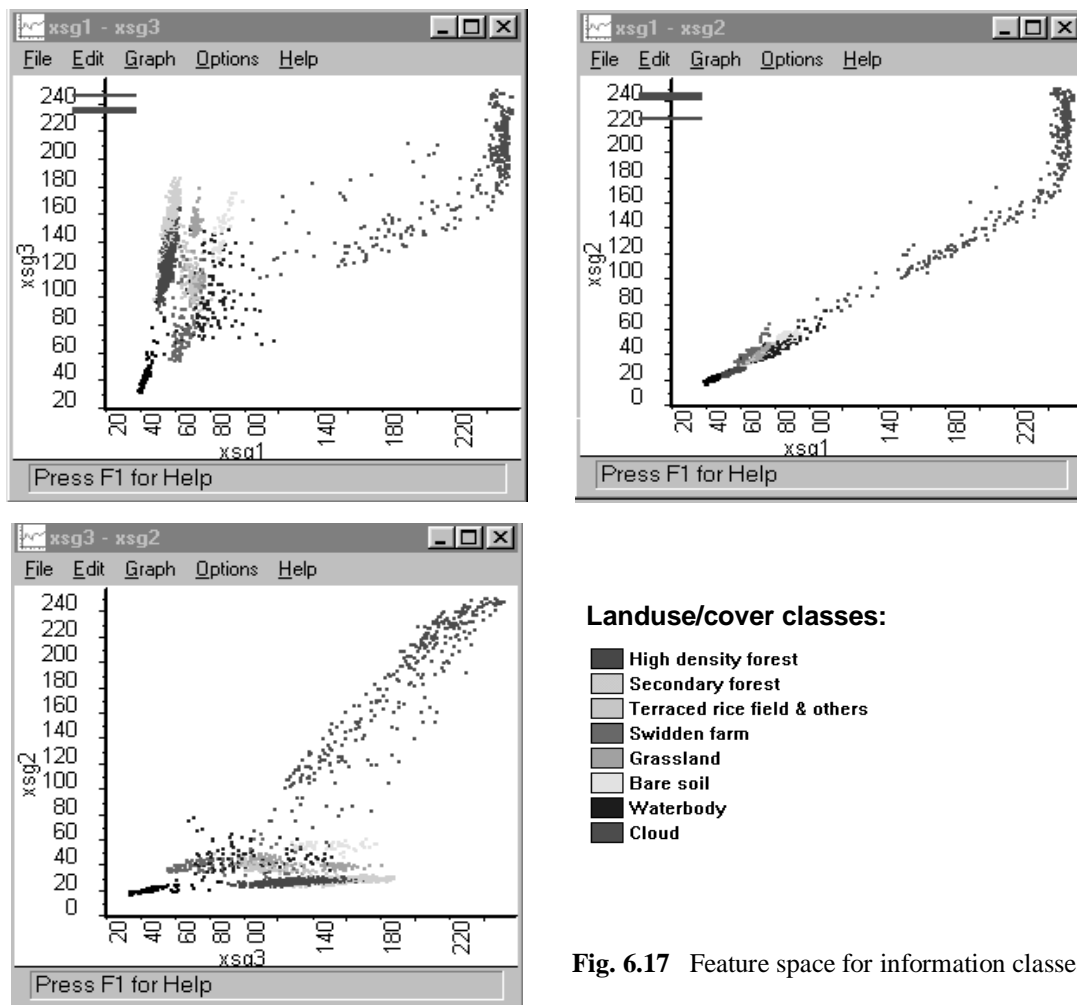 xsg1 - xsg3
File Edit Graph Options Help
240
220
200
180
160
140
120
100
80
60
40
20
xsg3
20 40 60 80 00 140 180 220
xsg1
Press F1 for Help
xsg1 - xsg2
File Edit Graph Options Help
240
220
200
180
160
140
120
100
80
60
40
20
0
xsg2
20 40 60 80 00 140 180 220
xsg1
Press F1 for Help
xsg3 - xsg2
File Edit Graph Options Help
240
220
200
180
160
140
120
100
80
60
40
20
0
xsg2
20 40 60 80 00 140 180 220
xsg3
Press F1 for Help
Landuse/cover classes:
High density forest
Secondary forest
Terraced rice field & others
Swidden farm
Grassland
Bare soil
Waterbody
Cloud
Fig. 6.17 Feature space for information classe